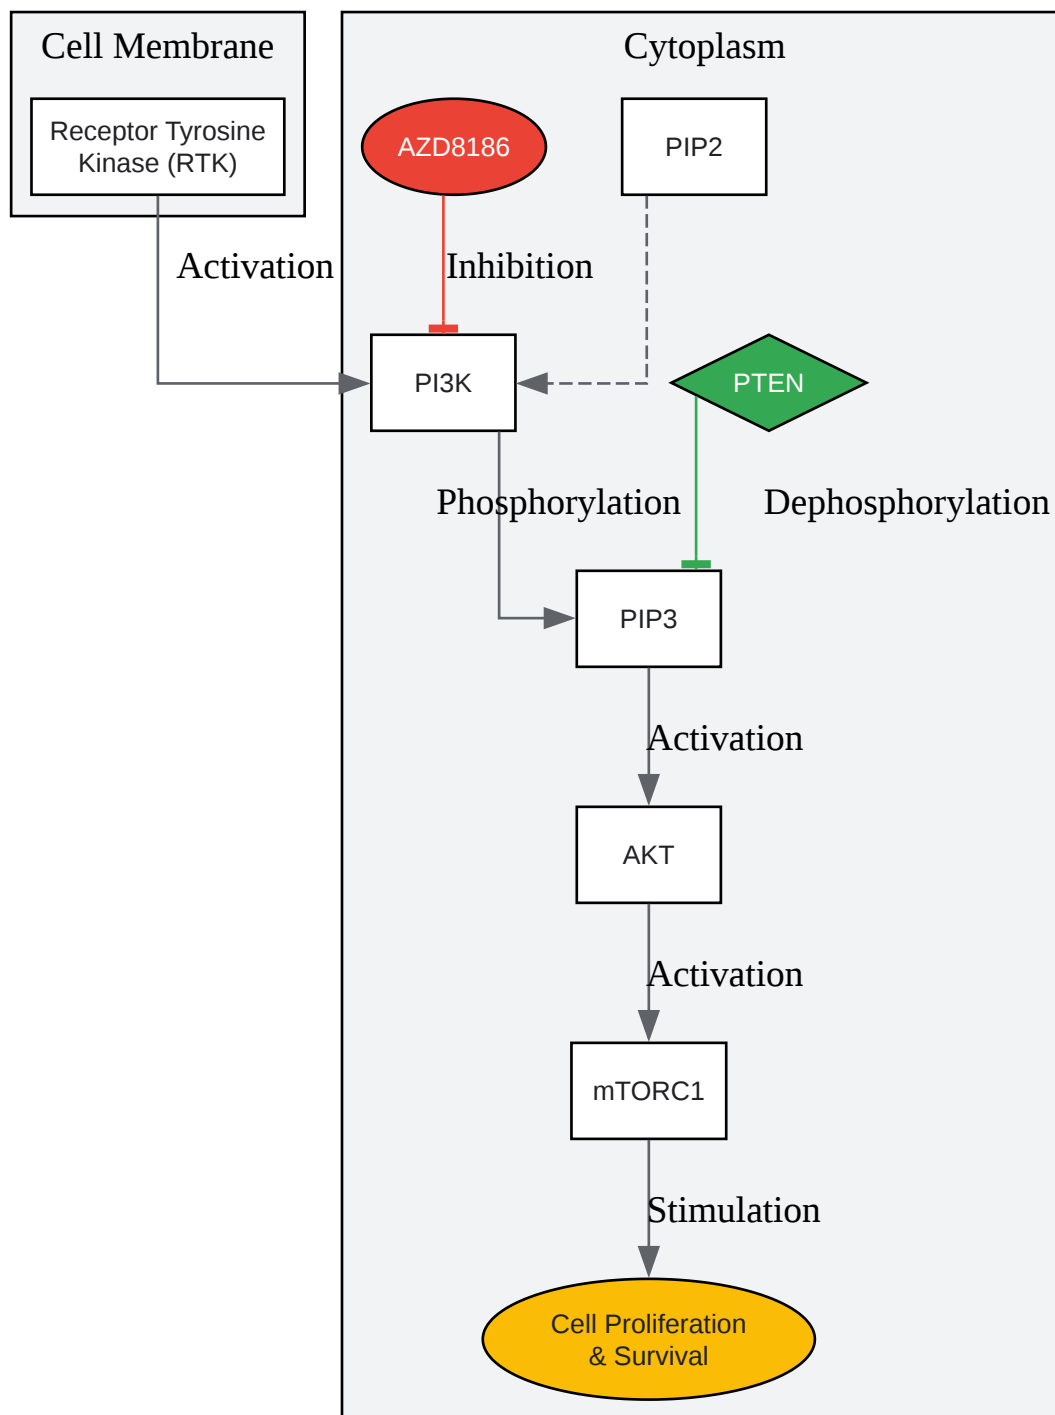 Cell Membrane
Cytoplasm
Receptor Tyrosine
Kinase (RTK)
AZD8186
PIP2
Activation
Inhibition
PI3K
PTEN
Phosphorylation
Dephosphorylation
PIP3
Activation
AKT
Activation
mTORC1
Stimulation
Cell Proliferation
& Survival